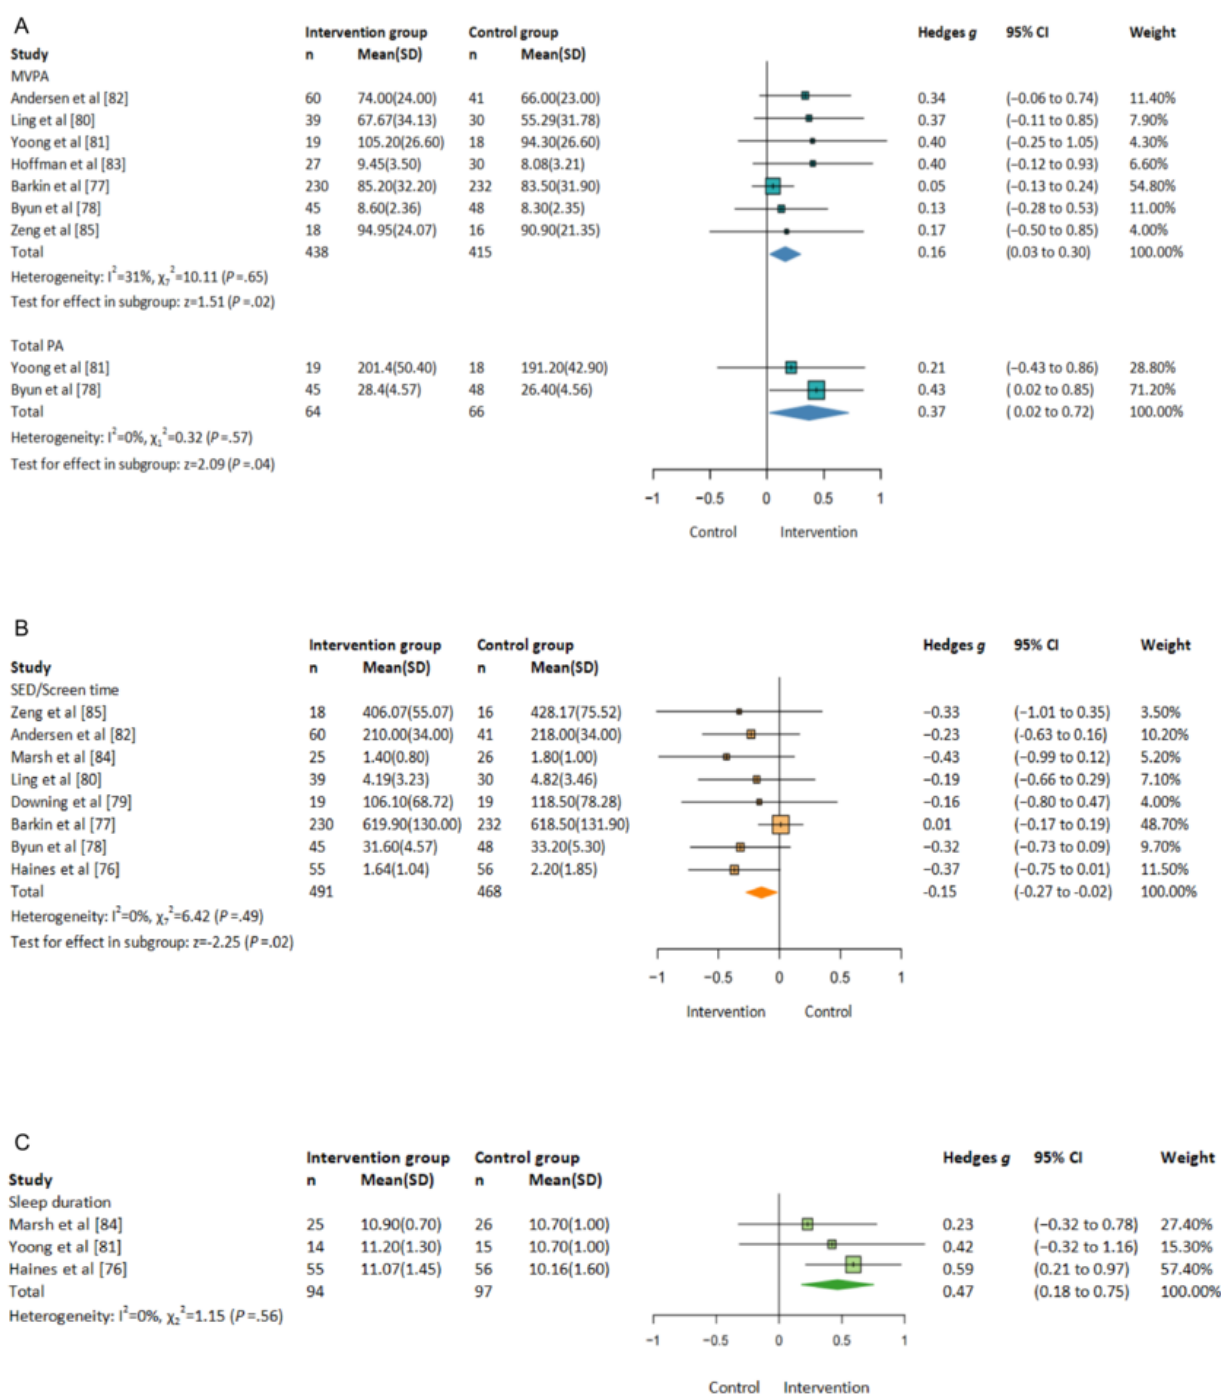 A
Intervention group Control group Hedges g 95% CI Weight
Study n Mean(SD) n Mean(SD)
MVPA
Andersen et al [82] 60 74.00(24.00) 41 66.00(23.00) 0.34 (−0.06 to 0.74) 11.40%
Ling et al [80] 39 67.67(34.13) 30 55.29(31.78) 0.37 (−0.11 to 0.85) 7.90%
Yoong et al [81] 19 105.20(26.60) 18 94.30(26.60) 0.40 (−0.25 to 1.05) 4.30%
Hoffman et al [83] 27 9.45(3.50) 30 8.08(3.21) 0.40 (−0.12 to 0.93) 6.60%
Barkin et al [77] 230 85.20(32.20) 232 83.50(31.90) 0.05 (−0.13 to 0.24) 54.80%
Byun et al [78] 45 8.60(2.36) 48 8.30(2.35) 0.13 (−0.28 to 0.53) 11.00%
Zeng et al [85] 18 94.95(24.07) 16 90.90(21.35) 0.17 (−0.50 to 0.85) 4.00%
Total 438 415 0.16 (0.03 to 0.30) 100.00%
Heterogeneity: I²=31%, χ₇²=10.11 (P=.65)
Test for effect in subgroup: z=1.51 (P=.02)
Total PA
Yoong et al [81] 19 201.4(50.40) 18 191.20(42.90) 0.21 (−0.43 to 0.86) 28.80%
Byun et al [78] 45 28.4(4.57) 48 26.40(4.56) 0.43 ( 0.02 to 0.85) 71.20%
Total 64 66 0.37 ( 0.02 to 0.72) 100.00%
Heterogeneity: I²=0%, χ₁²=0.32 (P=.57)
Test for effect in subgroup: z=2.09 (P=.04)
−1 −0.5 0 0.5 1
Control Intervention
B
Intervention group Control group Hedges g 95% CI Weight
Study n Mean(SD) n Mean(SD)
SED/Screen time
Zeng et al [85] 18 406.07(55.07) 16 428.17(75.52) −0.33 (−1.01 to 0.35) 3.50%
Andersen et al [82] 60 210.00(34.00) 41 218.00(34.00) −0.23 (−0.63 to 0.16) 10.20%
Marsh et al [84] 25 1.40(0.80) 26 1.80(1.00) −0.43 (−0.99 to 0.12) 5.20%
Ling et al [80] 39 4.19(3.23) 30 4.82(3.46) −0.19 (−0.66 to 0.29) 7.10%
Downing et al [79] 19 106.10(68.72) 19 118.50(78.28) −0.16 (−0.80 to 0.47) 4.00%
Barkin et al [77] 230 619.90(130.00) 232 618.50(131.90) 0.01 (−0.17 to 0.19) 48.70%
Byun et al [78] 45 31.60(4.57) 48 33.20(5.30) −0.32 (−0.73 to 0.09) 9.70%
Haines et al [76] 55 1.64(1.04) 56 2.20(1.85) −0.37 (−0.75 to 0.01) 11.50%
Total 491 468 -0.15 (-0.27 to -0.02) 100.00%
Heterogeneity: I²=0%, χ₇²=6.42 (P=.49)
Test for effect in subgroup: z=-2.25 (P=.02)
−1 −0.5 0 0.5 1
Intervention Control
C
Intervention group Control group Hedges g 95% CI Weight
Study n Mean(SD) n Mean(SD)
Sleep duration
Marsh et al [84] 25 10.90(0.70) 26 10.70(1.00) 0.23 (−0.32 to 0.78) 27.40%
Yoong et al [81] 14 11.20(1.30) 15 10.70(1.00) 0.42 (−0.32 to 1.16) 15.30%
Haines et al [76] 55 11.07(1.45) 56 10.16(1.60) 0.59 (0.21 to 0.97) 57.40%
Total 94 97 0.47 (0.18 to 0.75) 100.00%
Heterogeneity: I²=0%, χ₂²=1.15 (P=.56)
−1 −0.5 0 0.5 1
Control Intervention